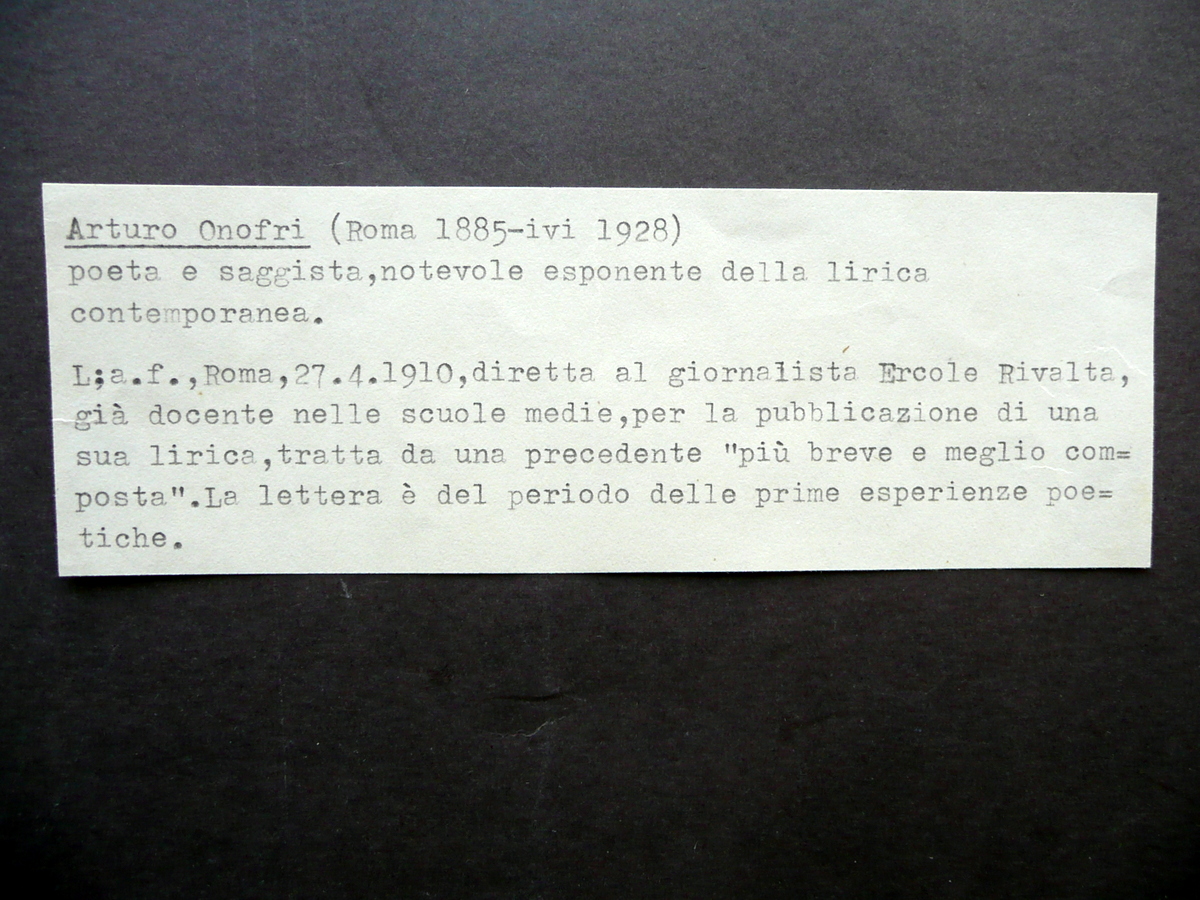 Arturo Onofri (Roma 1885-ivi 1928)
poeta e saggista,notevole esponente della lirica
contemporanea.
L;a.f.,Roma,27.4.1910,diretta al giornalista Ercole Rivalta,
già docente nelle scuole medie,per la pubblicazione di una
sua lirica,tratta da una precedente "più breve e meglio com=
posta".La lettera è del periodo delle prime esperienze poe=
tiche.